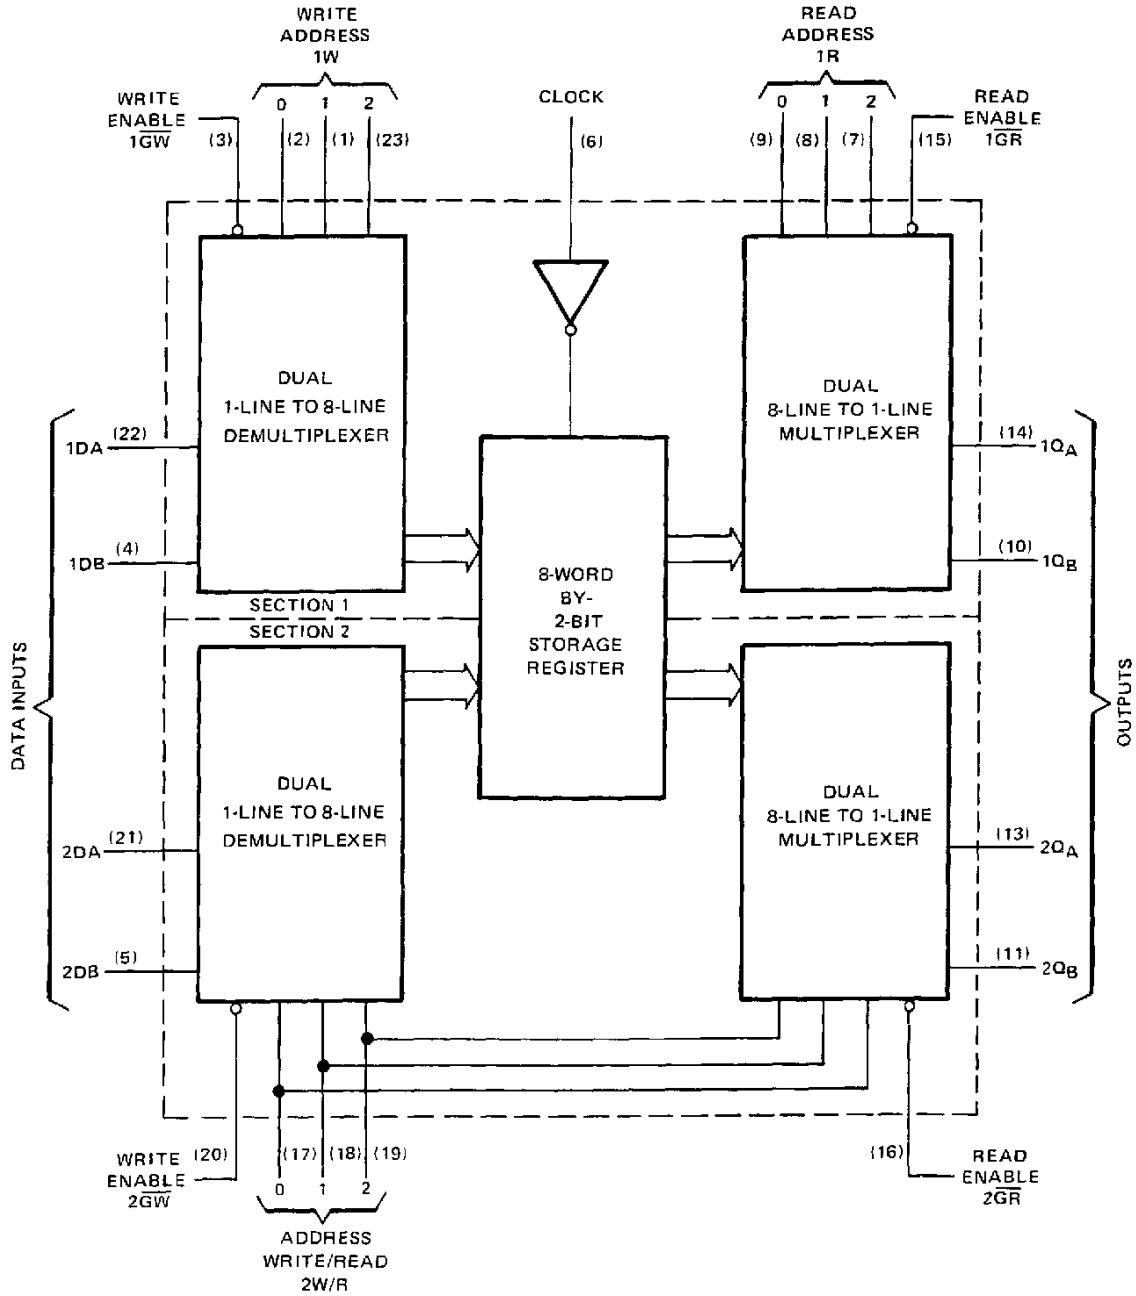 WRITE
ADDRESS
1W
0 1 2
WRITE
ENABLE
1GW
(3) (2) (1) (23)
CLOCK
(6)
READ
ADDRESS
1R
0 1 2
READ
ENABLE
1GR
(9) (8) (7) (15)
DUAL
1-LINE TO 8-LINE
DEMULTIPLEXER
DUAL
8-LINE TO 1-LINE
MULTIPLEXER
1DA (22)
1DB (4)
(14) 1QA
(10) 1QB
8-WORD
BY-
2-BIT
STORAGE
REGISTER
SECTION 1
SECTION 2
DATA INPUTS
OUTPUTS
DUAL
1-LINE TO 8-LINE
DEMULTIPLEXER
DUAL
8-LINE TO 1-LINE
MULTIPLEXER
2DA (21)
2DB (5)
(13) 2QA
(11) 2QB
WRITE
ENABLE
2GW
(20) (17) (18) (19)
0 1 2
ADDRESS
WRITE/READ
2W/R
(16)
READ
ENABLE
2GR